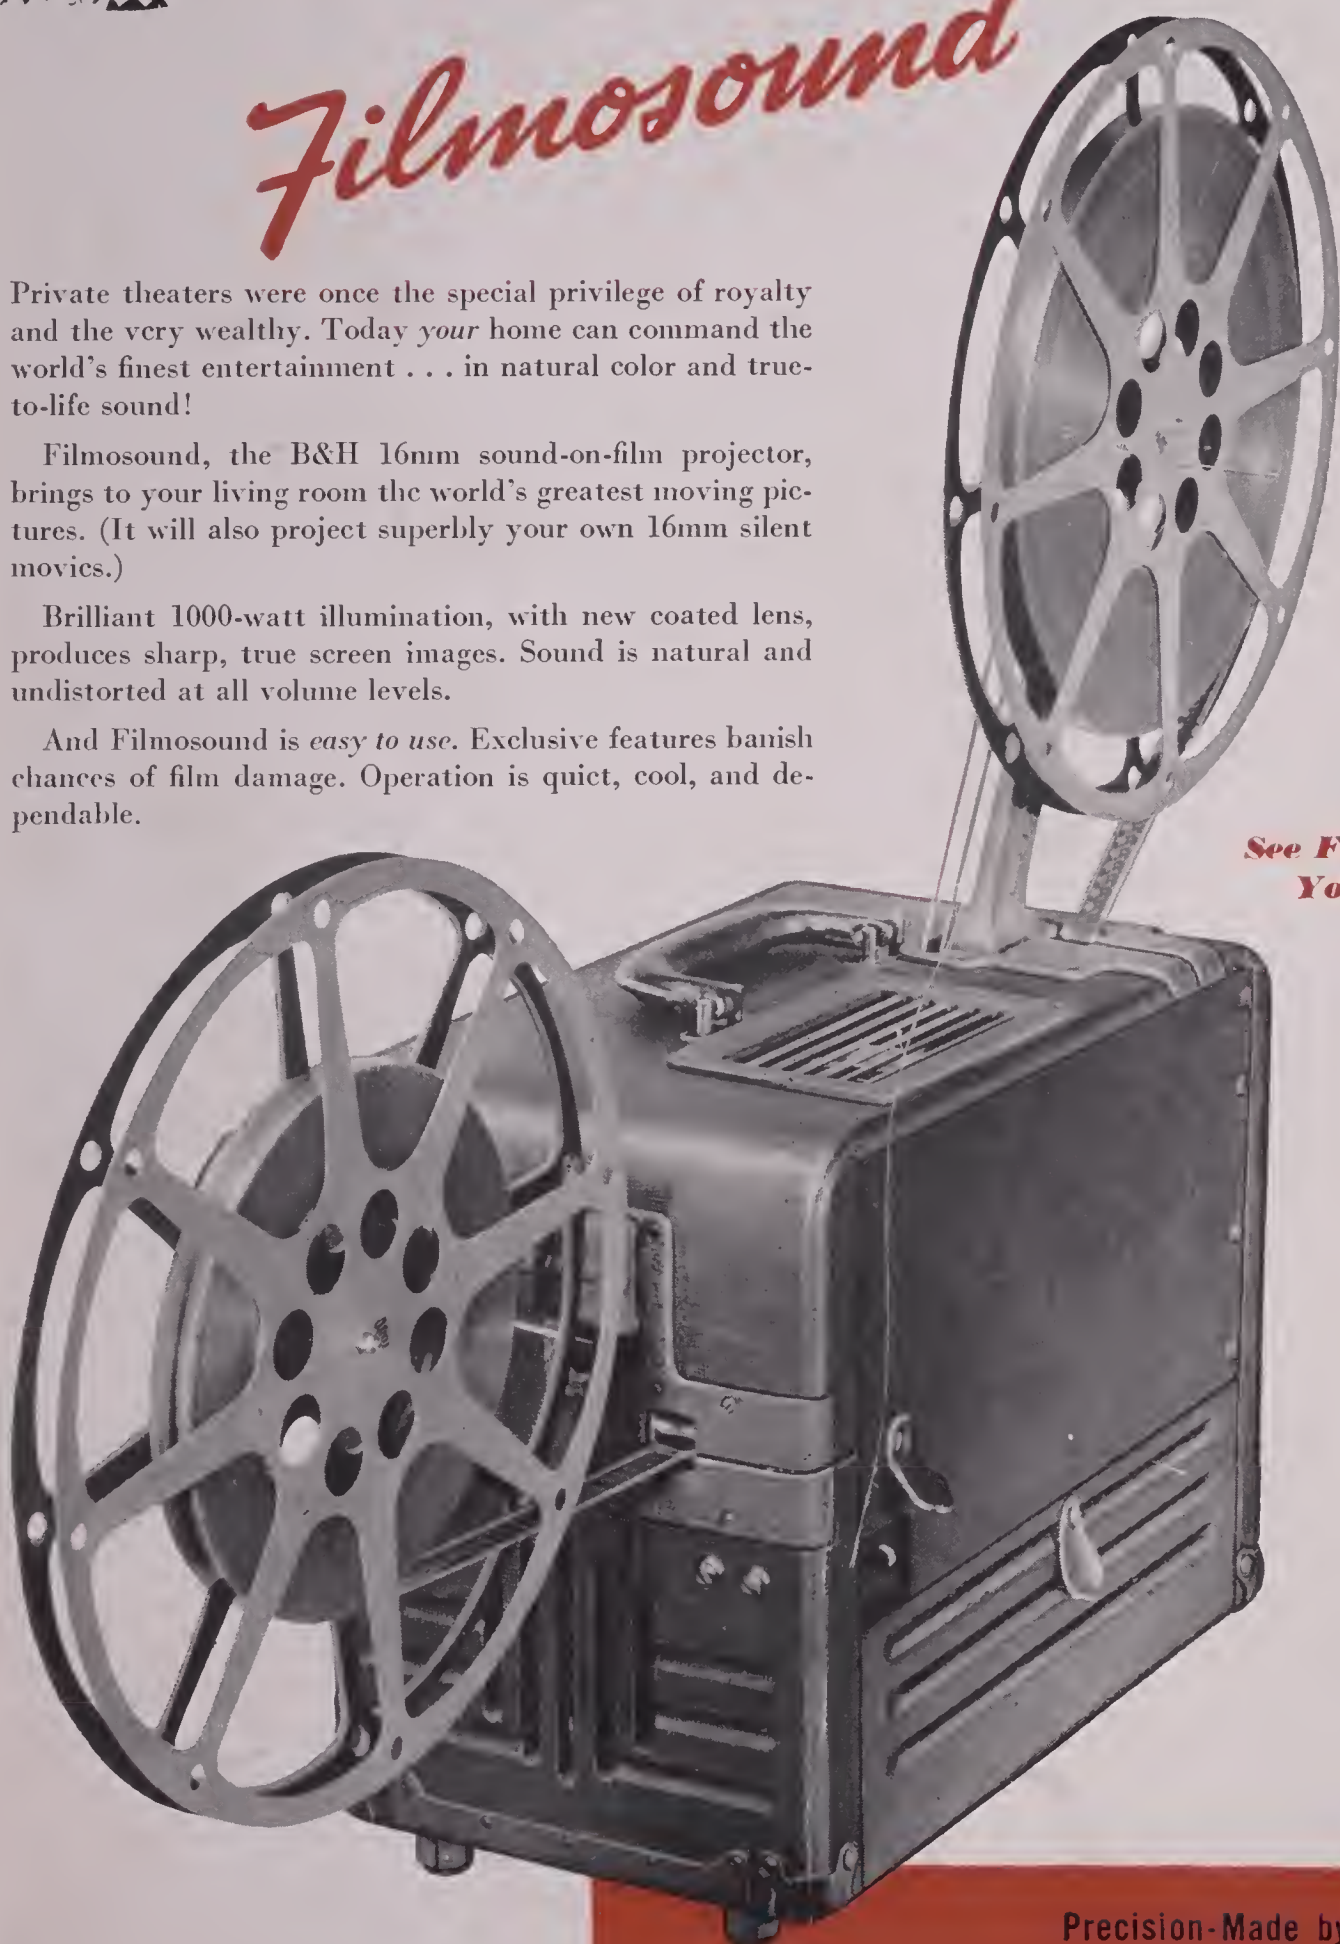 Filmosound
Private theaters were once the special privilege of royalty
and the very wealthy. Today your home can command the
world's finest entertainment . . . in natural color and true-
to-life sound!
Filmosound, the B&H 16mm sound-on-film projector,
brings to your living room the world's greatest moving pic-
tures. (It will also project superbly your own 16mm silent
movies.)
Brilliant 1000-watt illumination, with new coated lens,
produces sharp, true screen images. Sound is natural and
undistorted at all volume levels.
And Filmosound is easy to use. Exclusive features banish
chances of film damage. Operation is quiet, cool, and de-
pendable.
See F
Yo
Precision-Made by